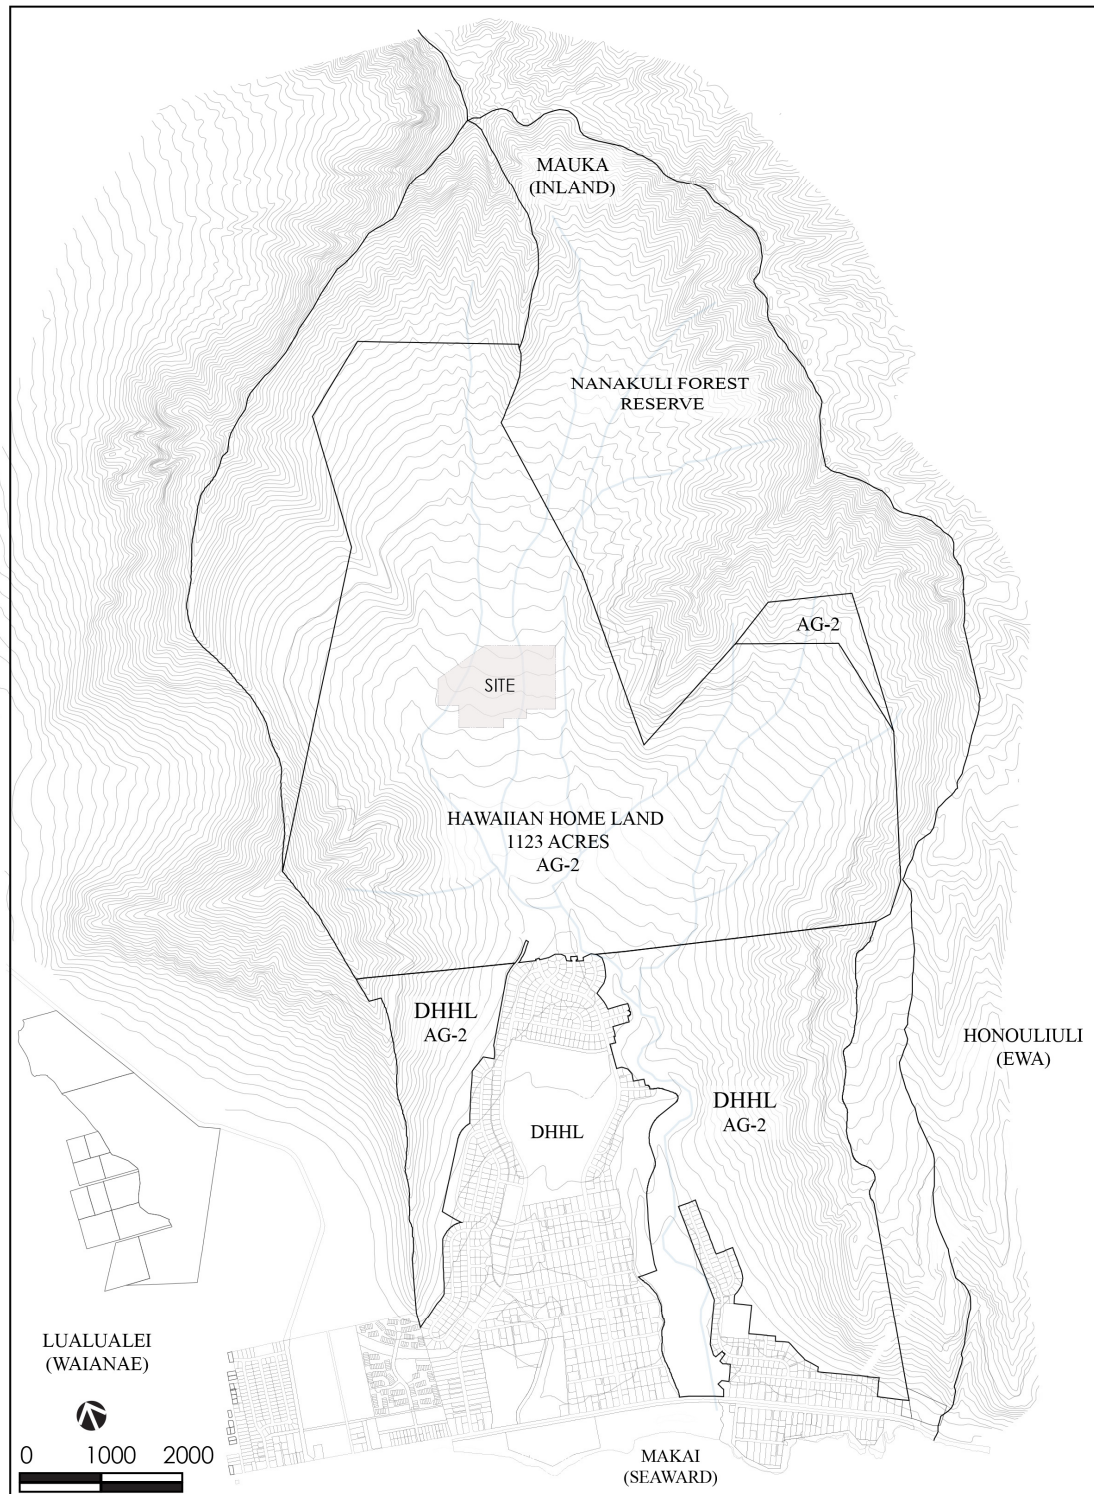 MAUKA
(INLAND)
NANAKULI FOREST
RESERVE
AG-2
SITE
HAWAIIAN HOME LAND
1123 ACRES
AG-2
DHHL
AG-2
HONOULIULI
(EWA)
DHHL
AG-2
DHHL
LUALUALEI
(WAIANAE)
0 1000 2000
MAKAI
(SEAWARD)